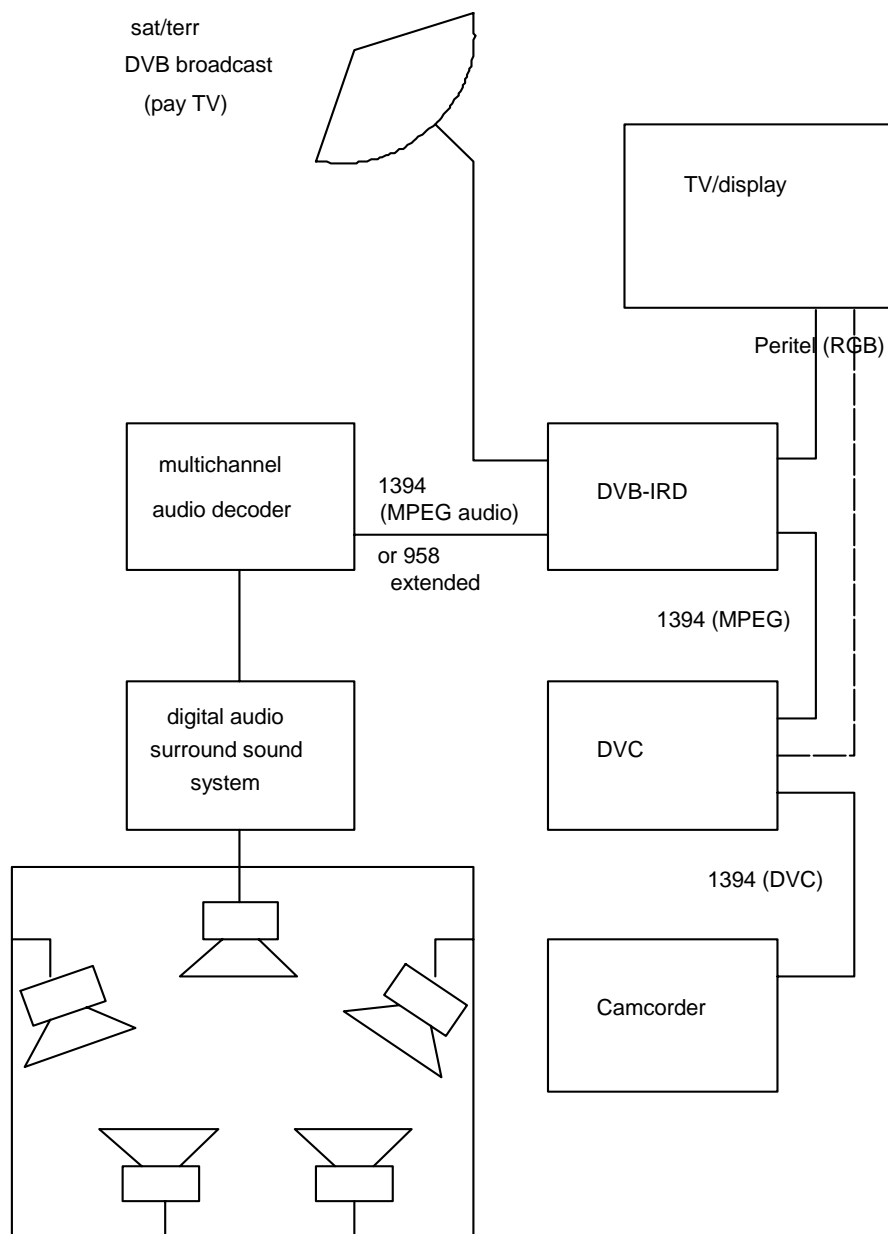 sat/terr
DVB broadcast
(pay TV)
TV/display
Peritel (RGB)
multichannel
audio decoder
1394
(MPEG audio)
or 958
extended
DVB-IRD
1394 (MPEG)
digital audio
surround sound
system
DVC
1394 (DVC)
Camcorder